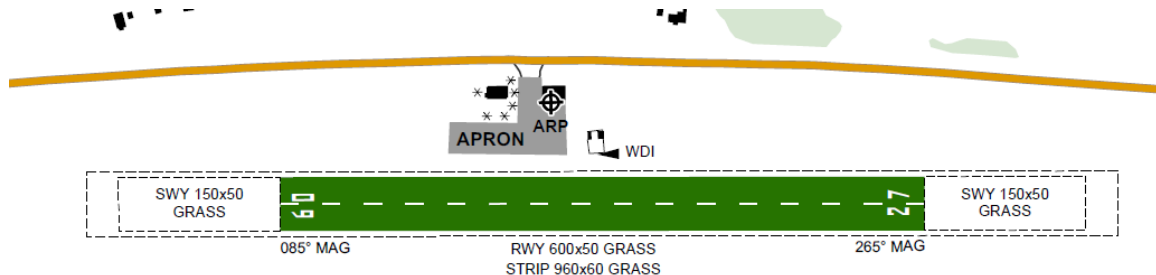 ARP
APRON
WDI
SWY 150x50
GRASS
09
27
SWY 150x50
GRASS
085° MAG
RWY 600x50 GRASS
265° MAG
STRIP 960x60 GRASS